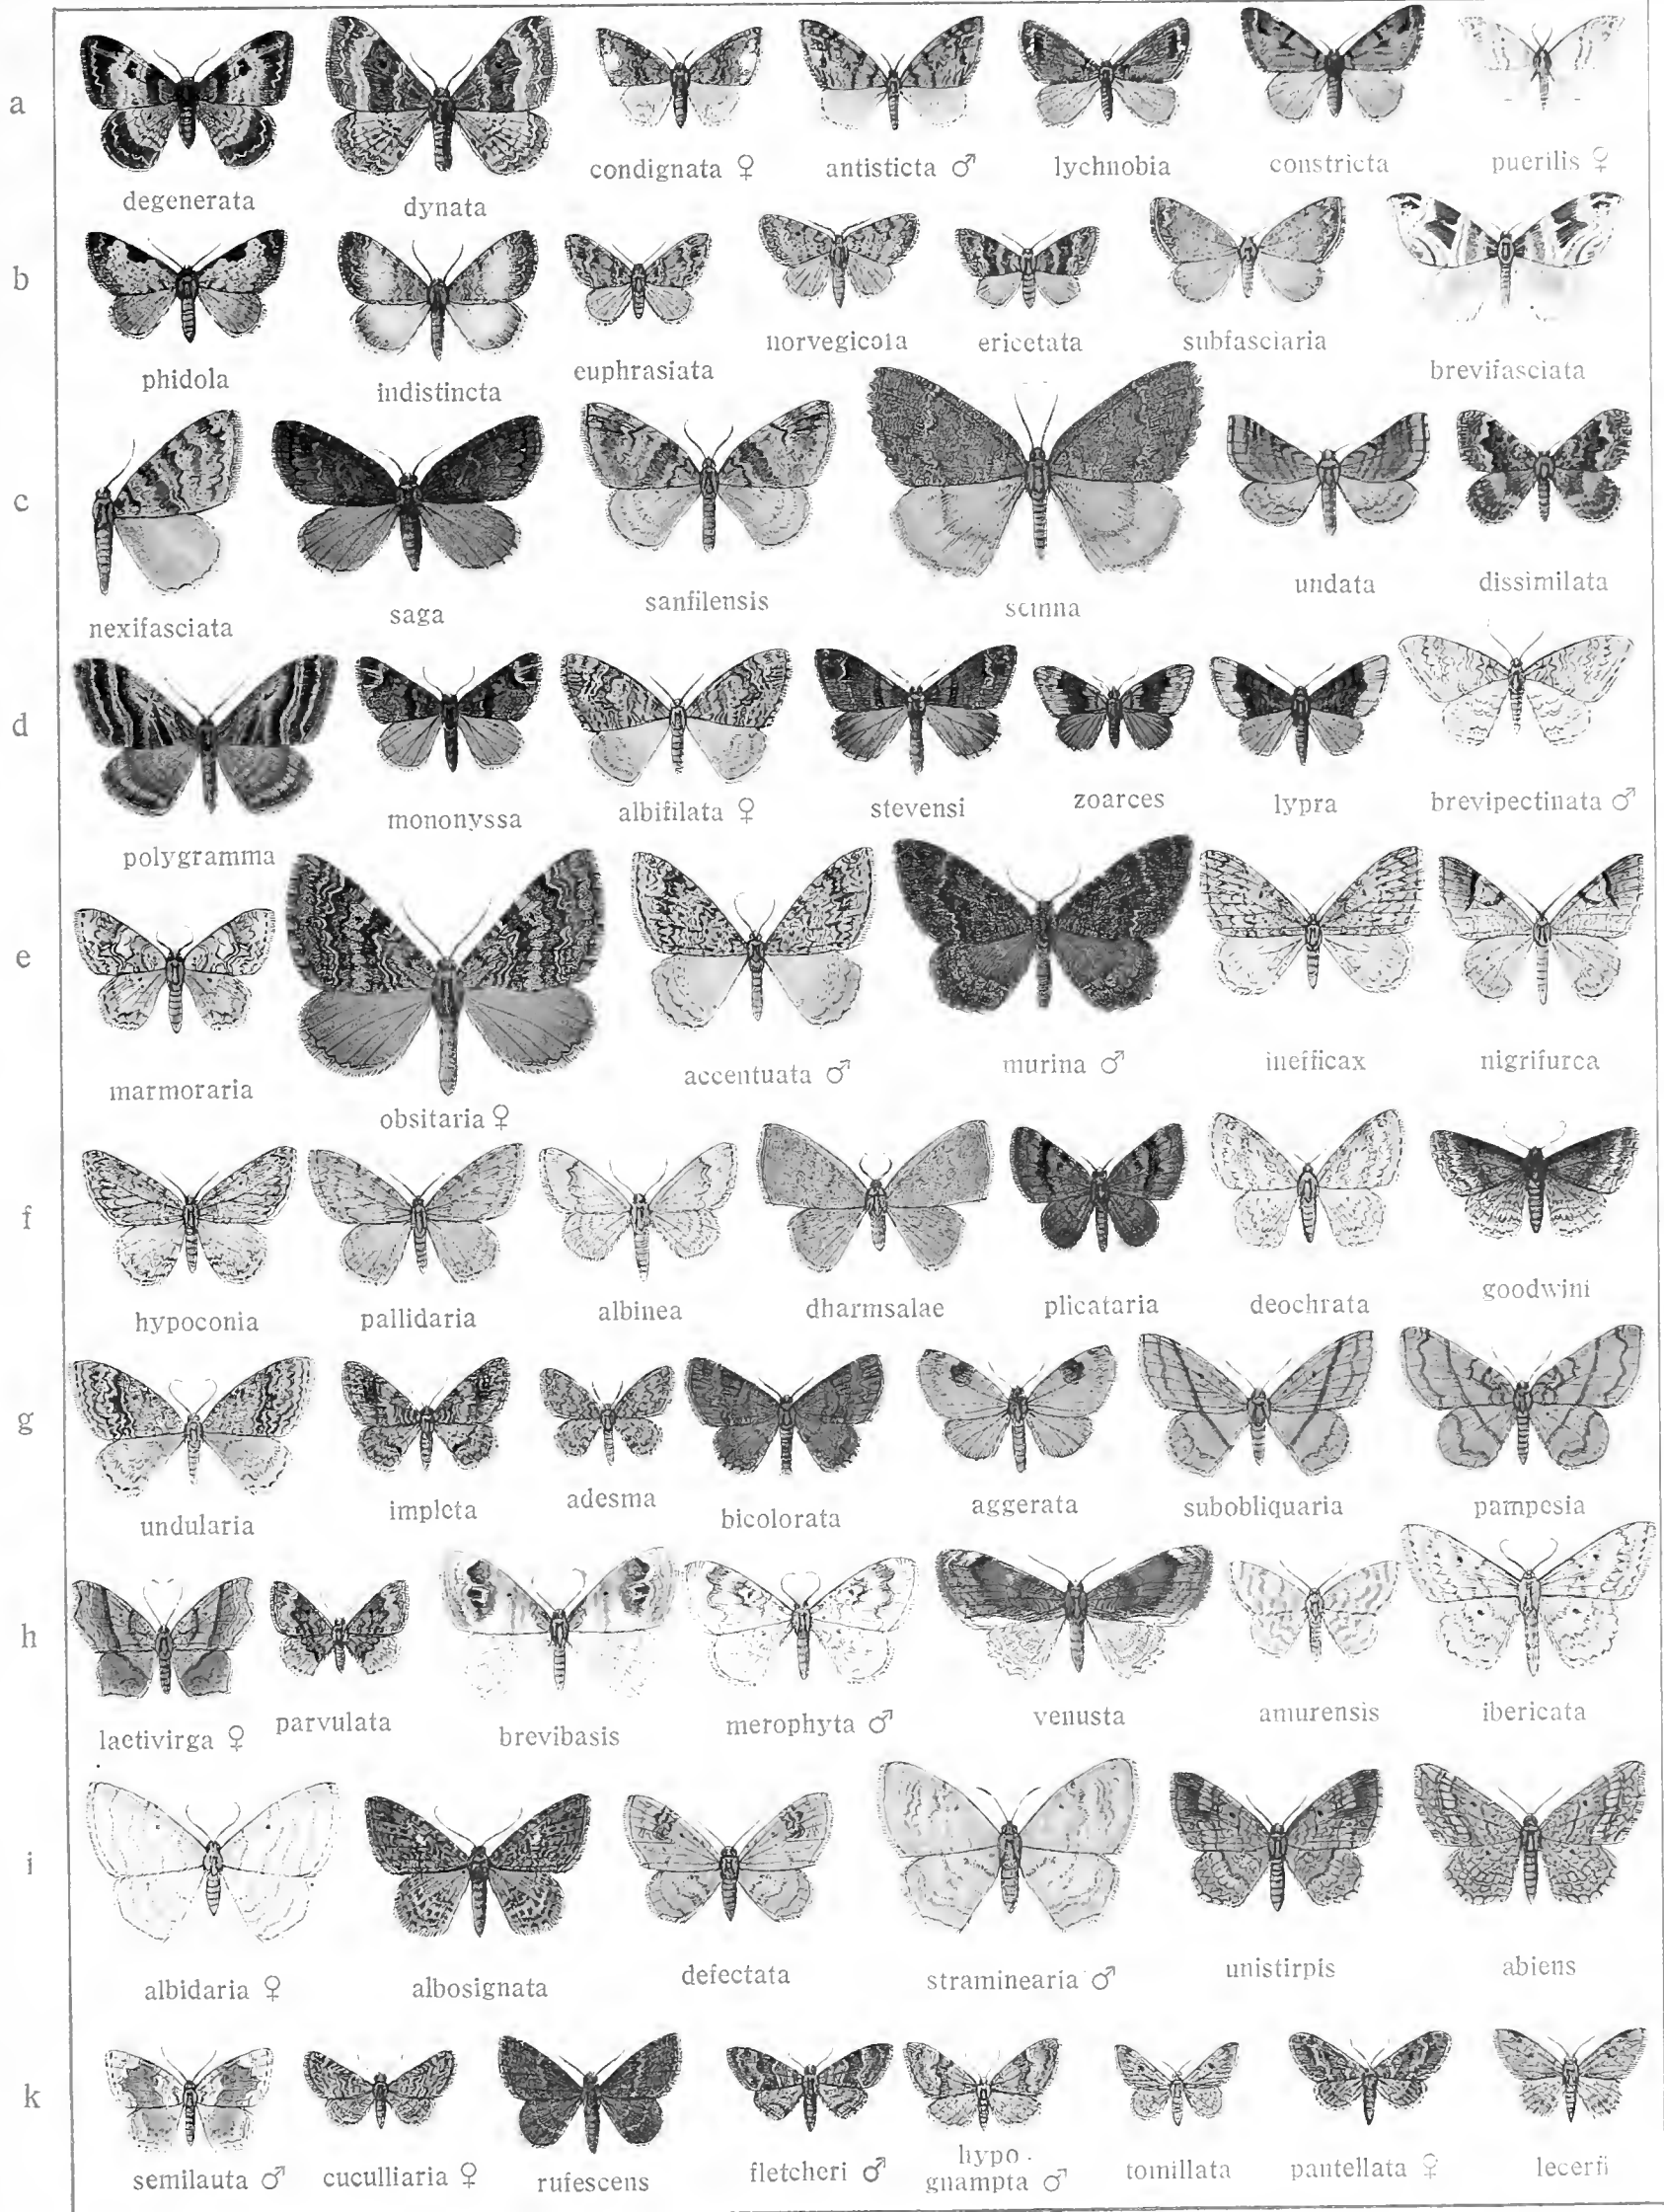 a
degenerata
dynata
condignata ♀
antisticta ♂
lychnobia
constricta
puerilis ♀
b
phidola
indistincta
euphrasiata
norvegicola
ericetata
subfasciaria
brevifasciata
c
nexifasciata
saga
sanfilensis
scinna
undata
dissimilata
d
polygramma
mononyssa
albifilata ♀
stevensi
zoarces
lypra
brevipectinata ♂
e
marmoraria
obsitaria ♀
accentuata ♂
murina ♂
inefficax
nigrifurca
f
hypoconia
pallidaria
albinea
dharmsalae
plicataria
deochrata
goodwini
g
undularia
impleta
adesma
bicolorata
aggerata
subobliquaria
pampesia
h
laetivirga ♀
parvulata
brevibasis
merophyta ♂
venusta
amurensis
ibericata
i
albidaria ♀
albosignata
defectata
straminearia ♂
unistirpis
abiens
k
semilauta ♂
cuculliaria ♀
rufescens
fletcheri ♂
hypo-
gnampta ♂
tomillata
pantellata ♀
lecerfi